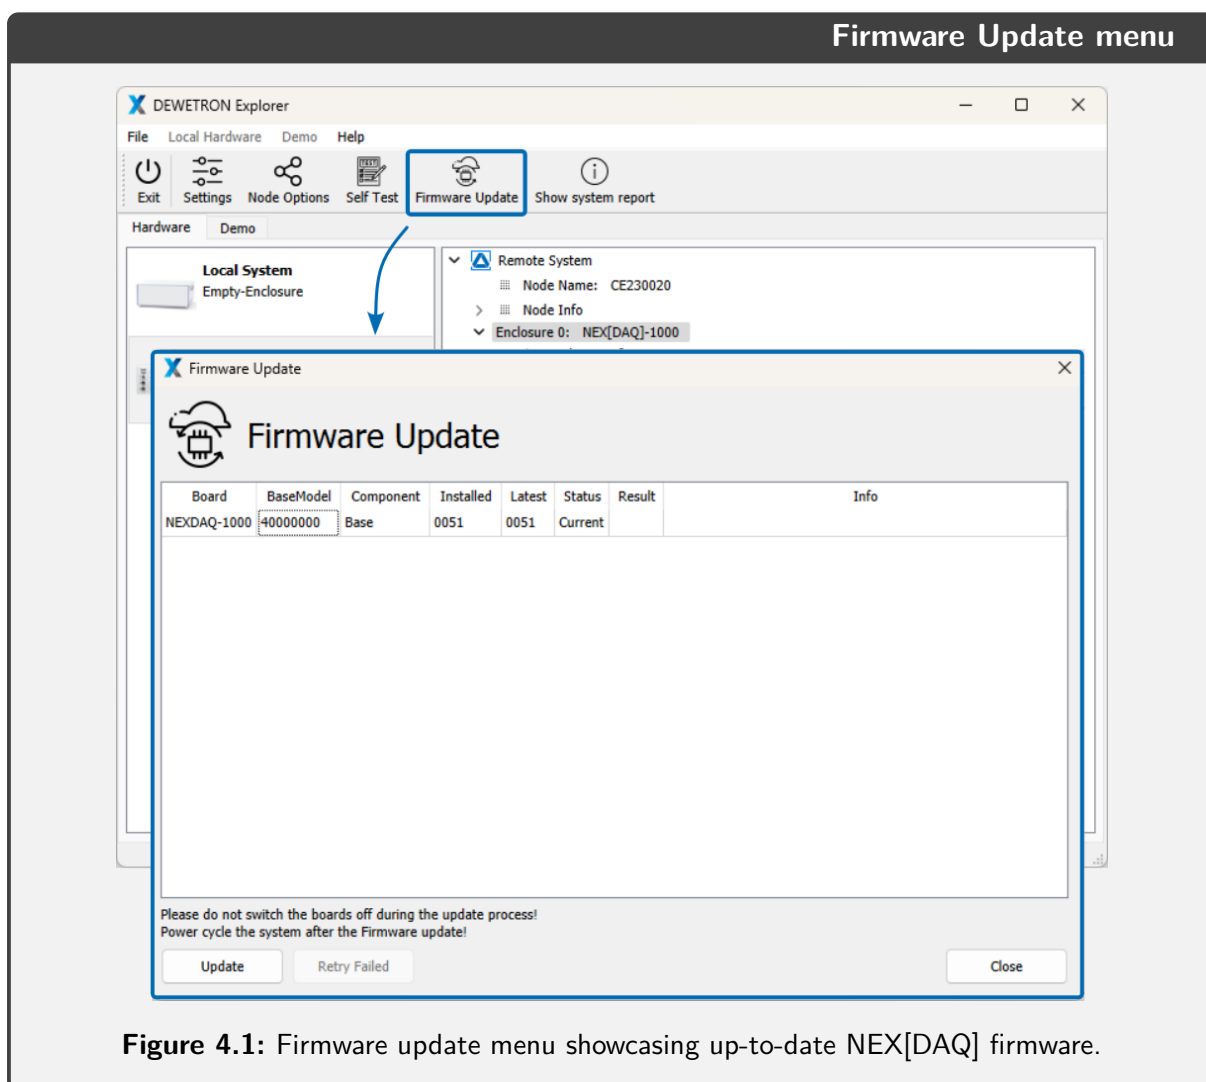 Firmware Update menu
DEWETRON Explorer
File Local Hardware Demo Help
Exit Settings Node Options Self Test Firmware Update Show system report
Hardware Demo
Local System
Empty-Enclosure
Remote System
Node Name: CE230020
Node Info
Enclosure 0: NEX[DAQ]-1000
Firmware Update
Firmware Update
Board BaseModel Component Installed Latest Status Result Info
NEXDAQ-1000 40000000 Base 0051 0051 Current
Please do not switch the boards off during the update process!
Power cycle the system after the Firmware update!
Update Retry Failed Close
Figure 4.1: Firmware update menu showcasing up-to-date NEX[DAQ] firmware.